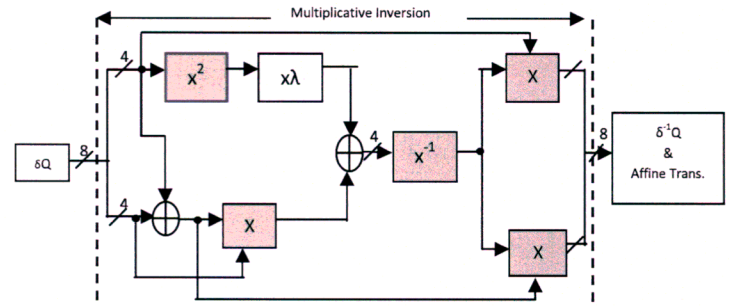 Multiplicative Inversion
4
x²
xλ
X
δQ
8
4
x⁻¹
8
δ⁻¹Q
&
Affine Trans.
4
X
X